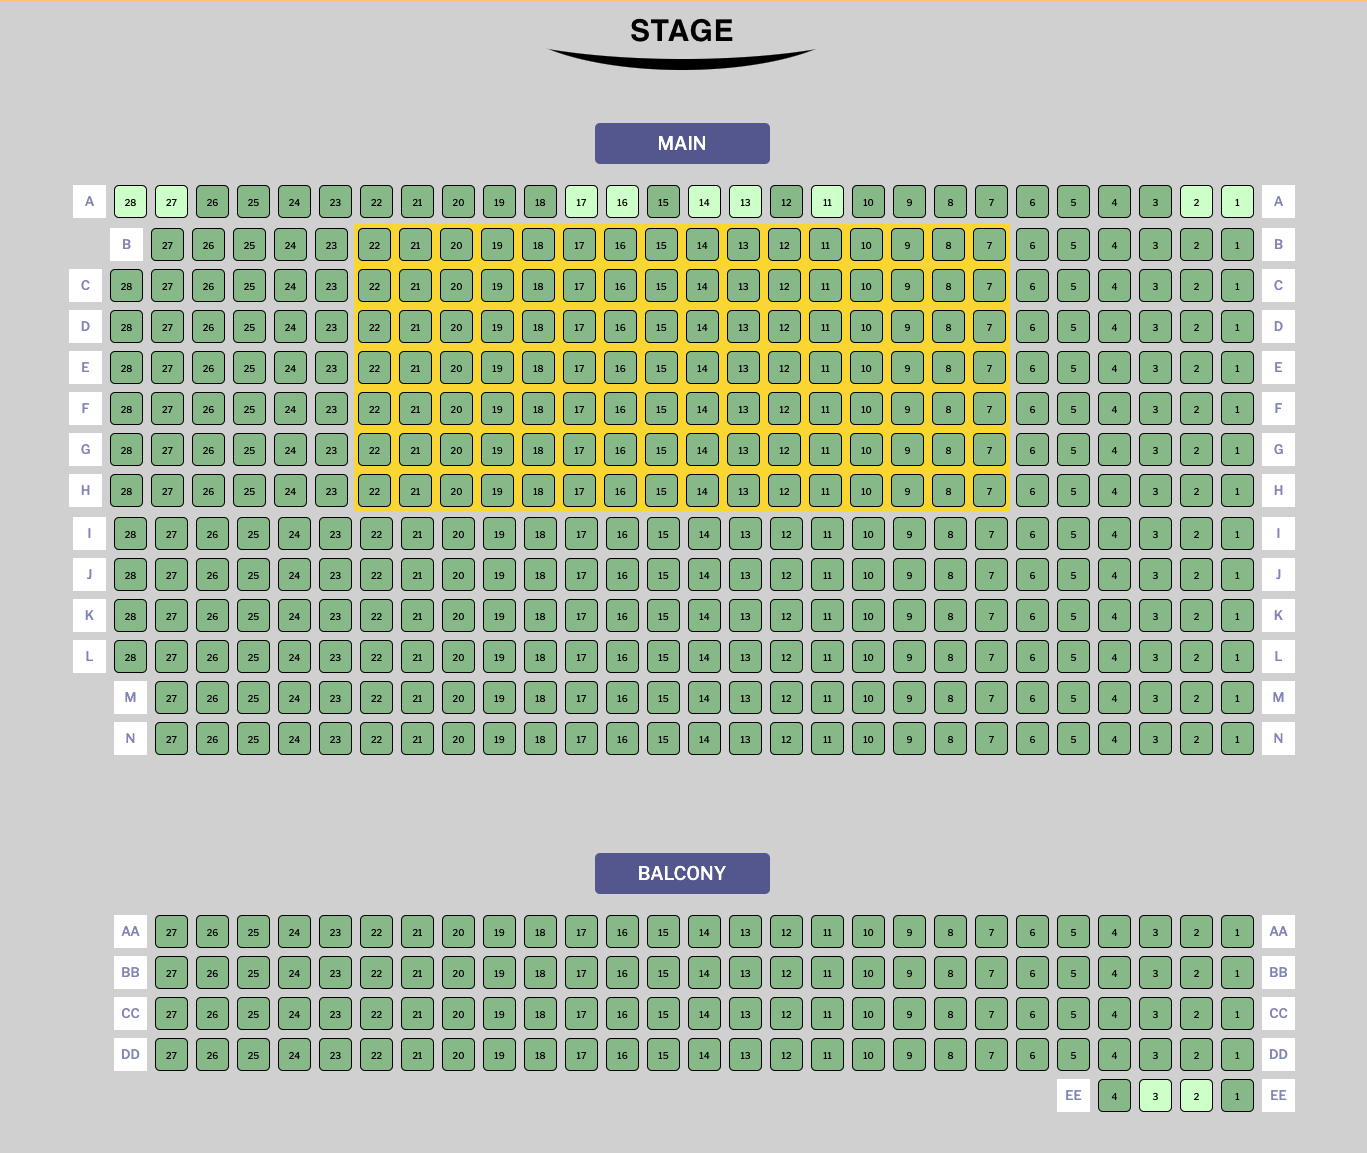 STAGE
MAIN
A 28 27 26 25 24 23 22 21 20 19 18 17 16 15 14 13 12 11 10 9 8 7 6 5 4 3 2 1 A
B 27 26 25 24 23 22 21 20 19 18 17 16 15 14 13 12 11 10 9 8 7 6 5 4 3 2 1 B
C 28 27 26 25 24 23 22 21 20 19 18 17 16 15 14 13 12 11 10 9 8 7 6 5 4 3 2 1 C
D 28 27 26 25 24 23 22 21 20 19 18 17 16 15 14 13 12 11 10 9 8 7 6 5 4 3 2 1 D
E 28 27 26 25 24 23 22 21 20 19 18 17 16 15 14 13 12 11 10 9 8 7 6 5 4 3 2 1 E
F 28 27 26 25 24 23 22 21 20 19 18 17 16 15 14 13 12 11 10 9 8 7 6 5 4 3 2 1 F
G 28 27 26 25 24 23 22 21 20 19 18 17 16 15 14 13 12 11 10 9 8 7 6 5 4 3 2 1 G
H 28 27 26 25 24 23 22 21 20 19 18 17 16 15 14 13 12 11 10 9 8 7 6 5 4 3 2 1 H
I 28 27 26 25 24 23 22 21 20 19 18 17 16 15 14 13 12 11 10 9 8 7 6 5 4 3 2 1 I
J 28 27 26 25 24 23 22 21 20 19 18 17 16 15 14 13 12 11 10 9 8 7 6 5 4 3 2 1 J
K 28 27 26 25 24 23 22 21 20 19 18 17 16 15 14 13 12 11 10 9 8 7 6 5 4 3 2 1 K
L 28 27 26 25 24 23 22 21 20 19 18 17 16 15 14 13 12 11 10 9 8 7 6 5 4 3 2 1 L
M 27 26 25 24 23 22 21 20 19 18 17 16 15 14 13 12 11 10 9 8 7 6 5 4 3 2 1 M
N 27 26 25 24 23 22 21 20 19 18 17 16 15 14 13 12 11 10 9 8 7 6 5 4 3 2 1 N
BALCONY
AA 27 26 25 24 23 22 21 20 19 18 17 16 15 14 13 12 11 10 9 8 7 6 5 4 3 2 1 AA
BB 27 26 25 24 23 22 21 20 19 18 17 16 15 14 13 12 11 10 9 8 7 6 5 4 3 2 1 BB
CC 27 26 25 24 23 22 21 20 19 18 17 16 15 14 13 12 11 10 9 8 7 6 5 4 3 2 1 CC
DD 27 26 25 24 23 22 21 20 19 18 17 16 15 14 13 12 11 10 9 8 7 6 5 4 3 2 1 DD
EE 4 3 2 1 EE